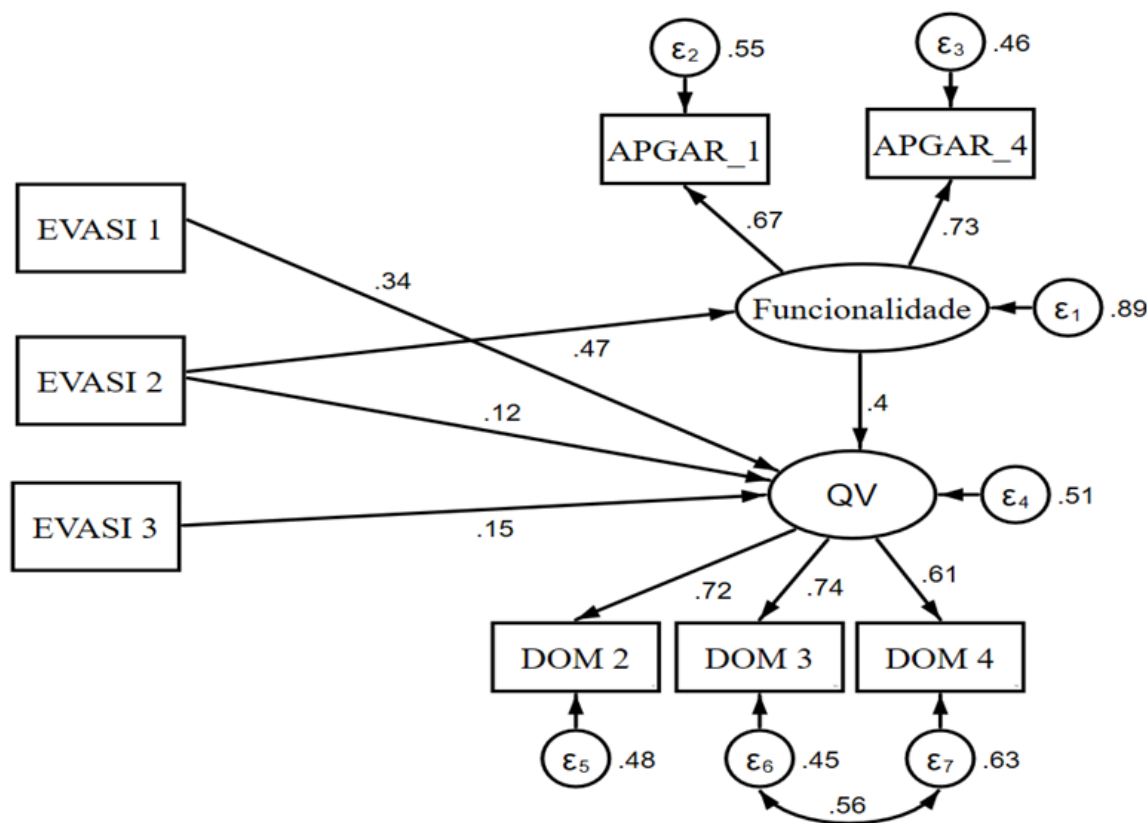 ε₂ .55
ε₃ .46
APGAR_1
APGAR_4
EVASI 1
.67
.73
.34
Funcionalidade
ε₁ .89
EVASI 2
.47
.12
.4
EVASI 3
.15
QV
ε₄ .51
.72
.74
.61
DOM 2
DOM 3
DOM 4
ε₅ .48
ε₆ .45
ε₇ .63
.56